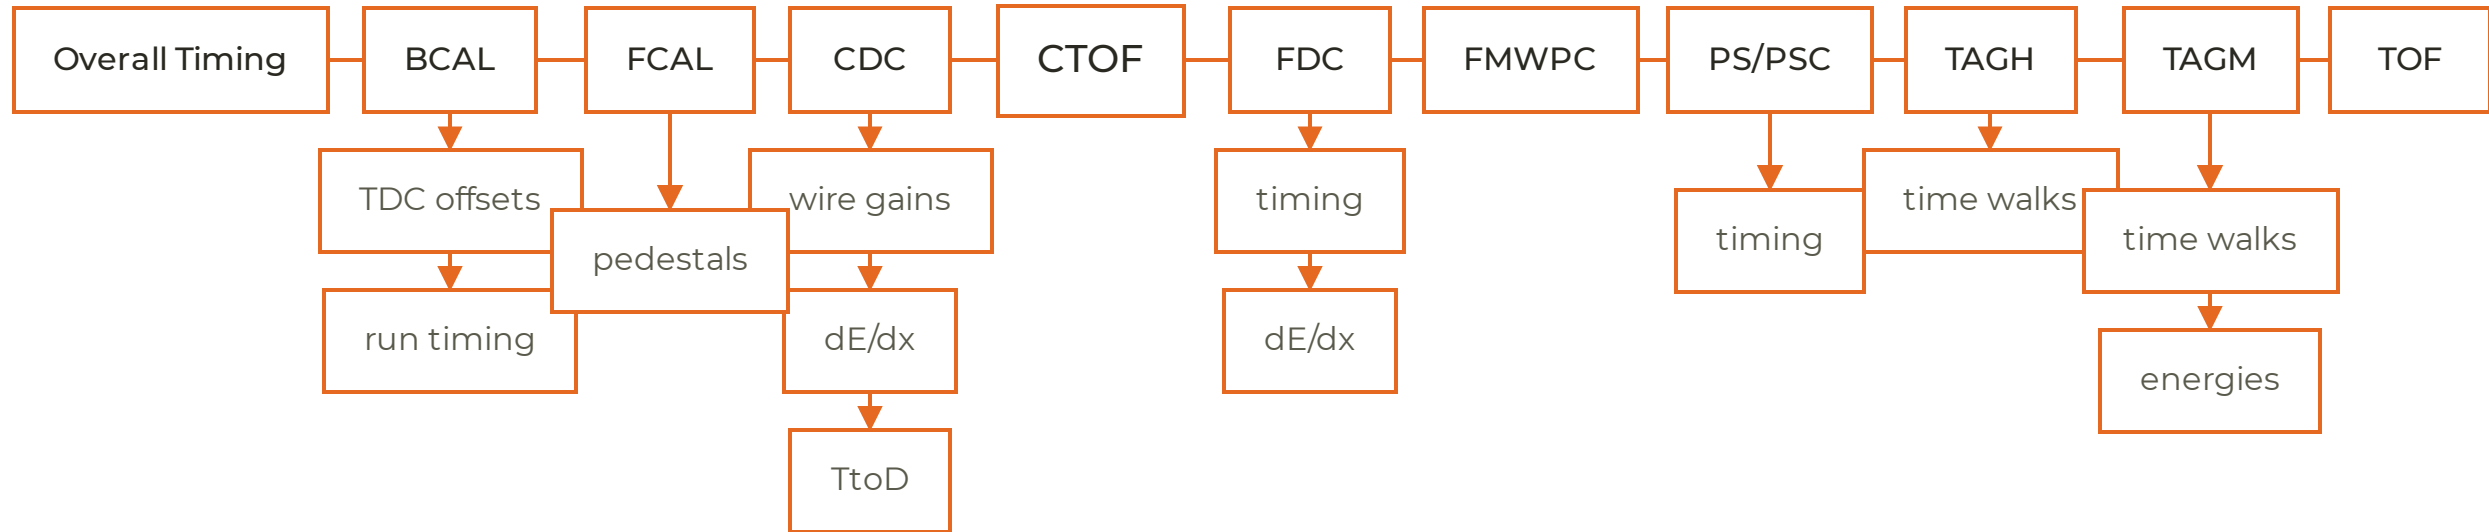 Overall Timing
BCAL
FCAL
CDC
CTOF
FDC
FMWPC
PS/PSC
TAGH
TAGM
TOF
TDC offsets
wire gains
timing
time walks
timing
time walks
pedestals
run timing
dE/dx
dE/dx
energies
TtoD